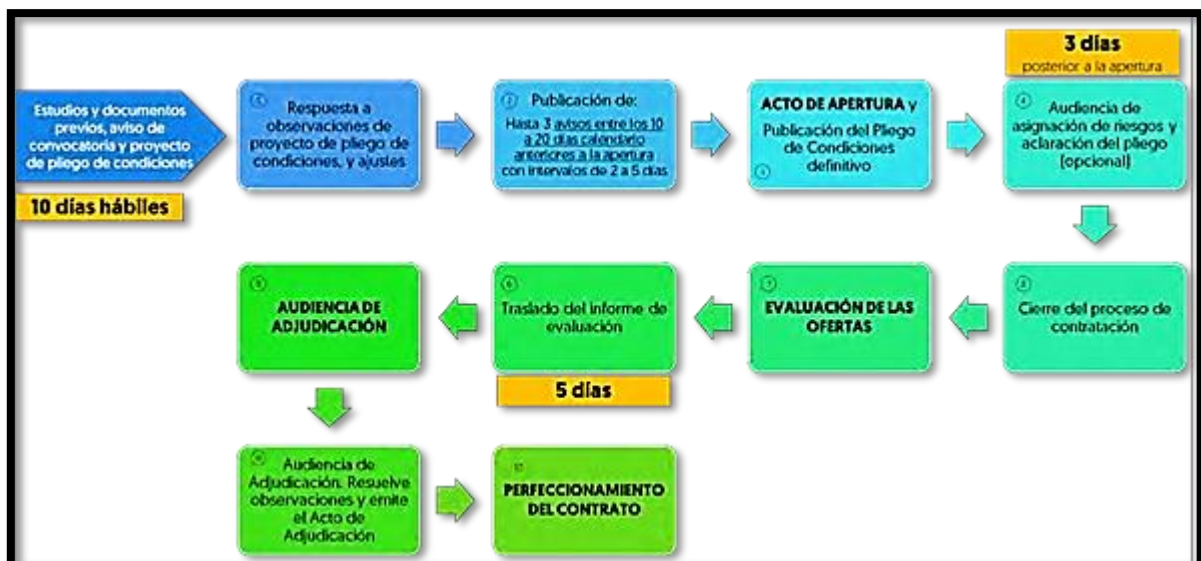 3 días
posterior a la apertura
Estudios y documentos
previos, aviso de
convocatoria y proyecto
de pliego de condiciones
10 días hábiles
Respuesta a
observaciones de
proyecto de pliego de
condiciones, y ajustes
Publicación de:
Hasta 3 avisos entre los 10
a 20 días calendario
anteriores a la apertura
con intervalos de 2 a 5 días
ACTO DE APERTURA y
Publicación del Pliego
de Condiciones
definitivo
Audiencia de
asignación de riesgos y
aclaración del pliego
(opcional)
Cierre del proceso de
contratación
EVALUACIÓN DE LAS
OFERTAS
Traslado del informe de
evaluación
5 días
AUDIENCIA DE
ADJUDICACIÓN
Audiencia de
Adjudicación. Resuelve
observaciones y emite
el Acto de
Adjudicación
PERFECCIONAMIENTO
DEL CONTRATO